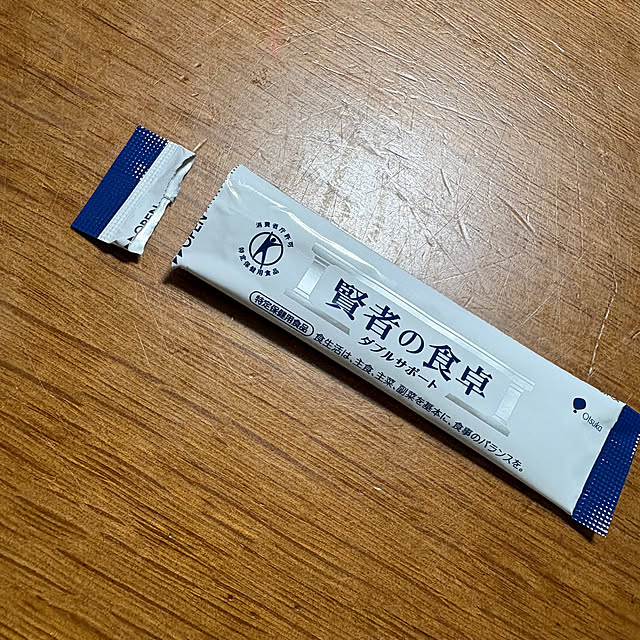 OPEN
OPEN
消費者庁許可
特定保健用食品
特定保健用食品
賢者の食卓
ダブルサポート
食生活は、主食、主菜、副菜を基本に、食事のバランスを。
Otsuka